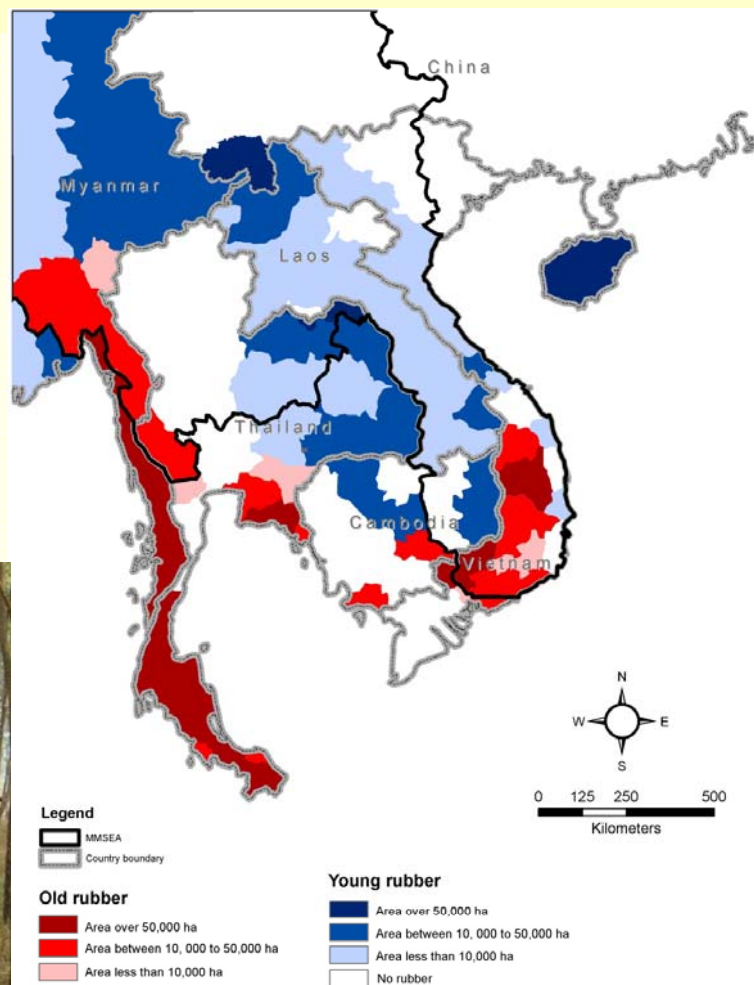 China
Myanmar
Laos
Thailand
Cambodia
Vietnam
N
W E
S
0 125 250 500
Kilometers
Legend
MMSEA
Country boundary
Old rubber
Area over 50,000 ha
Area between 10, 000 to 50,000 ha
Area less than 10,000 ha
Young rubber
Area over 50,000 ha
Area between 10, 000 to 50,000 ha
Area less than 10,000 ha
No rubber